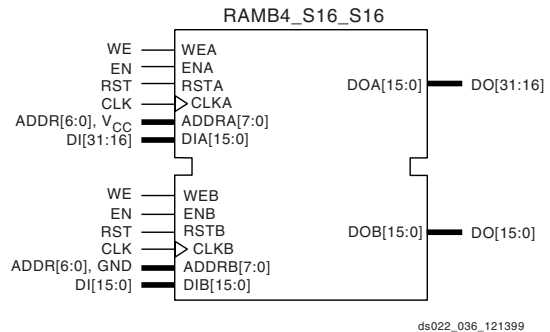 RAMB4_S16_S16
WE WEA
EN ENA
RST RSTA DOA[15:0] DO[31:16]
CLK CLKA
ADDR[6:0], VCC ADDRA[7:0]
DI[31:16] DIA[15:0]
WE WEB
EN ENB
RST RSTB DOB[15:0] DO[15:0]
CLK CLKB
ADDR[6:0], GND ADDRB[7:0]
DI[15:0] DIB[15:0]
ds022_036_121399